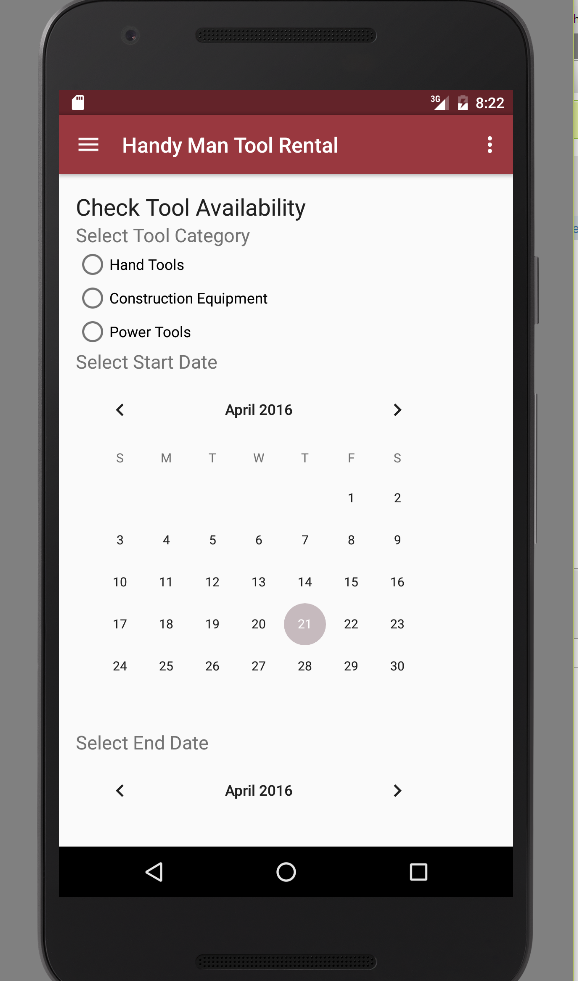 3G 8:22
Handy Man Tool Rental
Check Tool Availability
Select Tool Category
Hand Tools
Construction Equipment
Power Tools
Select Start Date
April 2016
S M T W T F S
1 2
3 4 5 6 7 8 9
10 11 12 13 14 15 16
17 18 19 20 21 22 23
24 25 26 27 28 29 30
Select End Date
April 2016